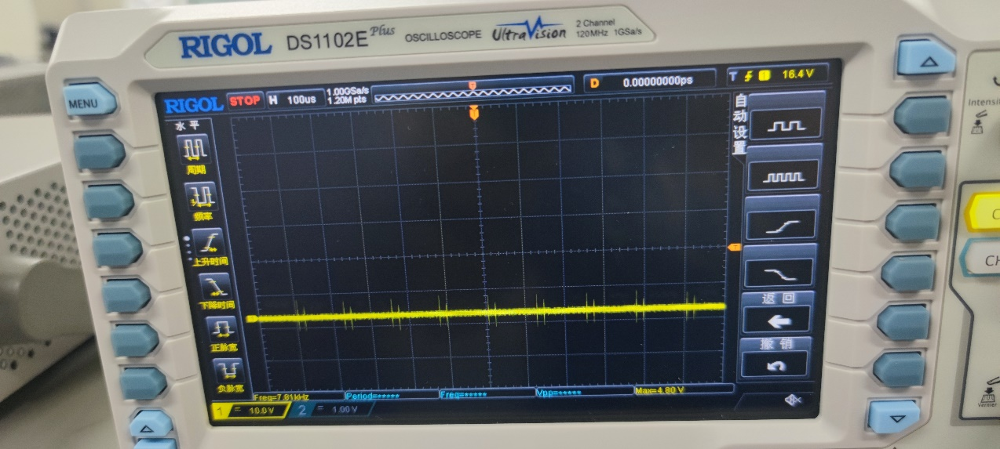 RIGOL DS1102E Plus OSCILLOSCOPE UltraVision 2 Channel
120MHz 1GSa/s
MENU
RIGOL STOP H 100us 1.00GSa/s
1.20M pts
D 0.00000000ps
T 1 16.4 V
水平
周期
频率
上升时间
下降时间
正脉宽
负脉宽
自动设置
返回
撤销
Freq=7.81kHz Period=***** Freq=***** Vpp=***** Max=4.80 V
1 = 10.0V 2 = 1.00 V
CH
Vernier